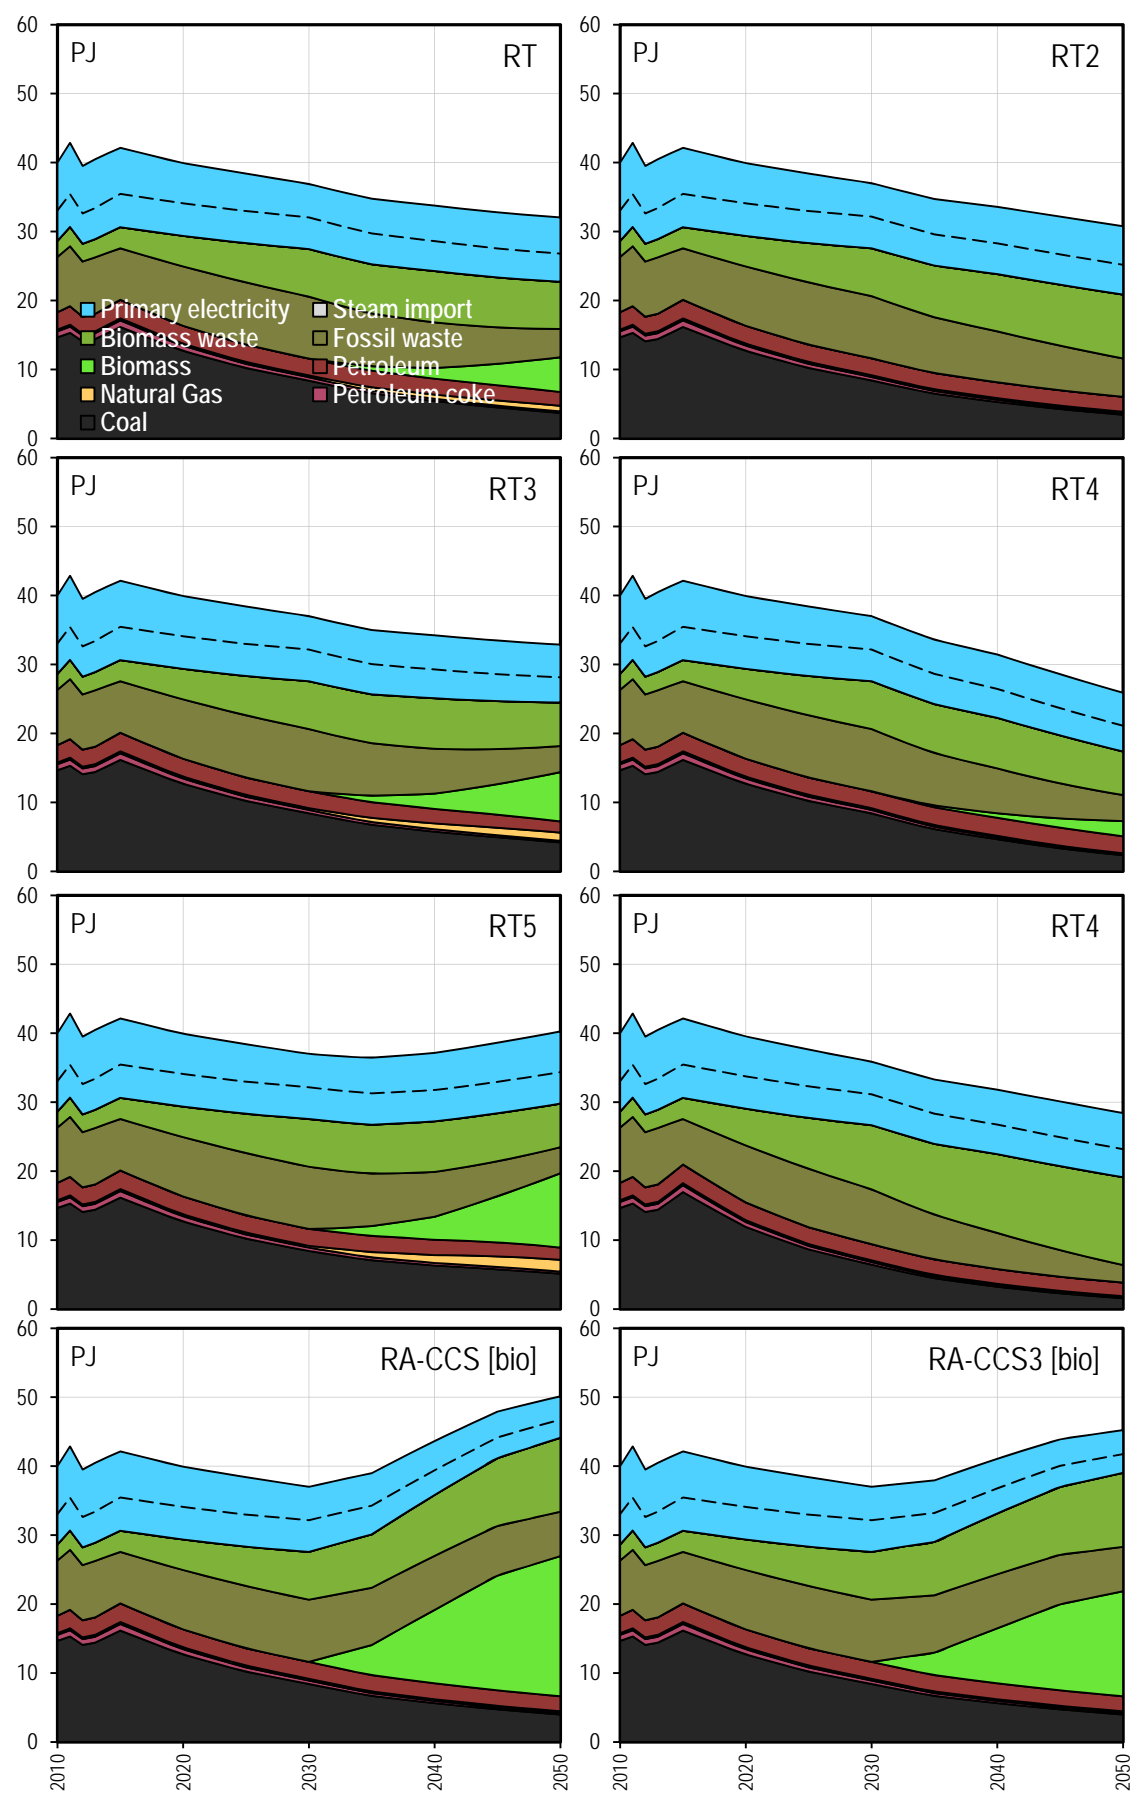 60 60
PJ RT PJ RT2
50 50
40 40
30 30
20 20
Primary electricity Steam import
Biomass waste Fossil waste
Biomass Petroleum
10 10
Natural Gas Petroleum coke
Coal
0 0
60 60
PJ RT3 PJ RT4
50 50
40 40
30 30
20 20
10 10
0 0
60 60
PJ RT5 PJ RT4
50 50
40 40
30 30
20 20
10 10
0 0
60 60
PJ RA-CCS [bio] PJ RA-CCS3 [bio]
50 50
40 40
30 30
20 20
10 10
0 0
2010 2020 2030 2040 2050 2010 2020 2030 2040 2050